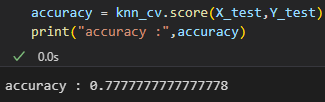 accuracy = knn_cv.score(X_test,Y_test)
print("accuracy :",accuracy)
✓ 0.0s
accuracy : 0.7777777777777778